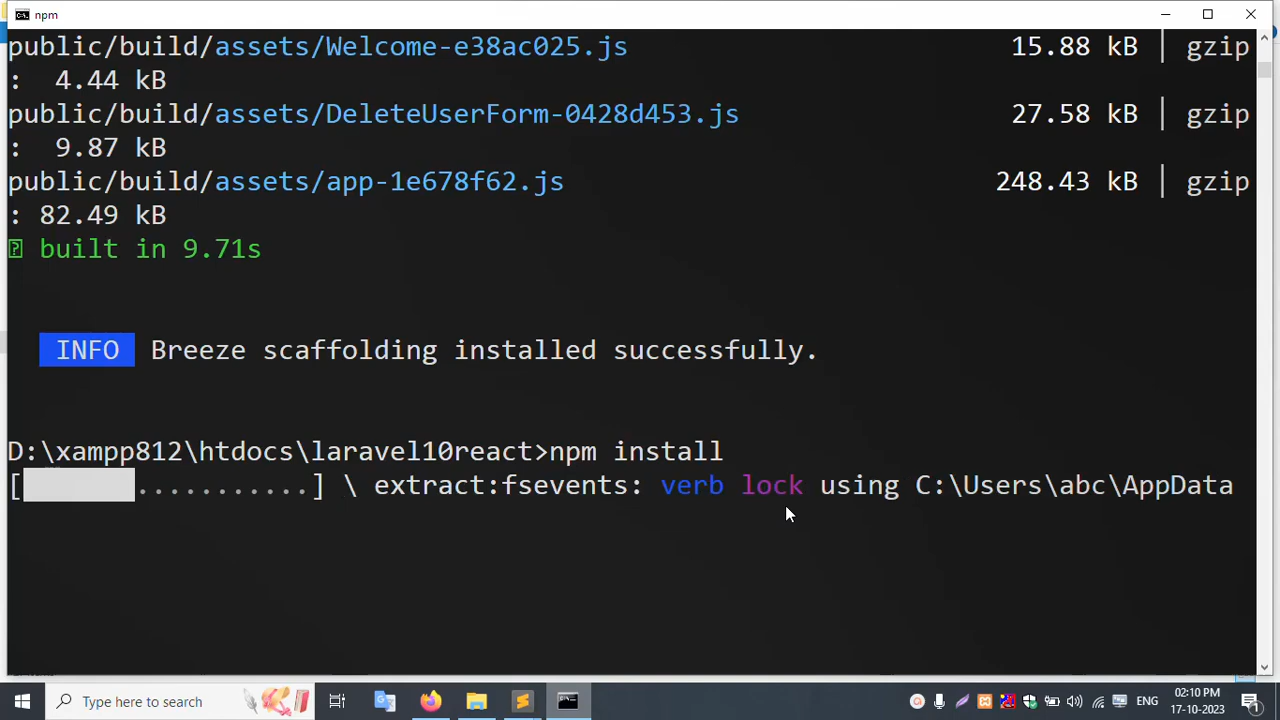 npm
public/build/assets/Welcome-e38ac025.js 15.88 kB | gzip
: 4.44 kB
public/build/assets/DeleteUserForm-0428d453.js 27.58 kB | gzip
: 9.87 kB
public/build/assets/app-1e678f62.js 248.43 kB | gzip
: 82.49 kB
built in 9.71s
INFO Breeze scaffolding installed successfully.
D:\xampp812\htdocs\laravel10react>npm install
[...........] \ extract:fsevents: verb lock using C:\Users\abc\AppData
Type here to search
ENG
02:10 PM
17-10-2023
1